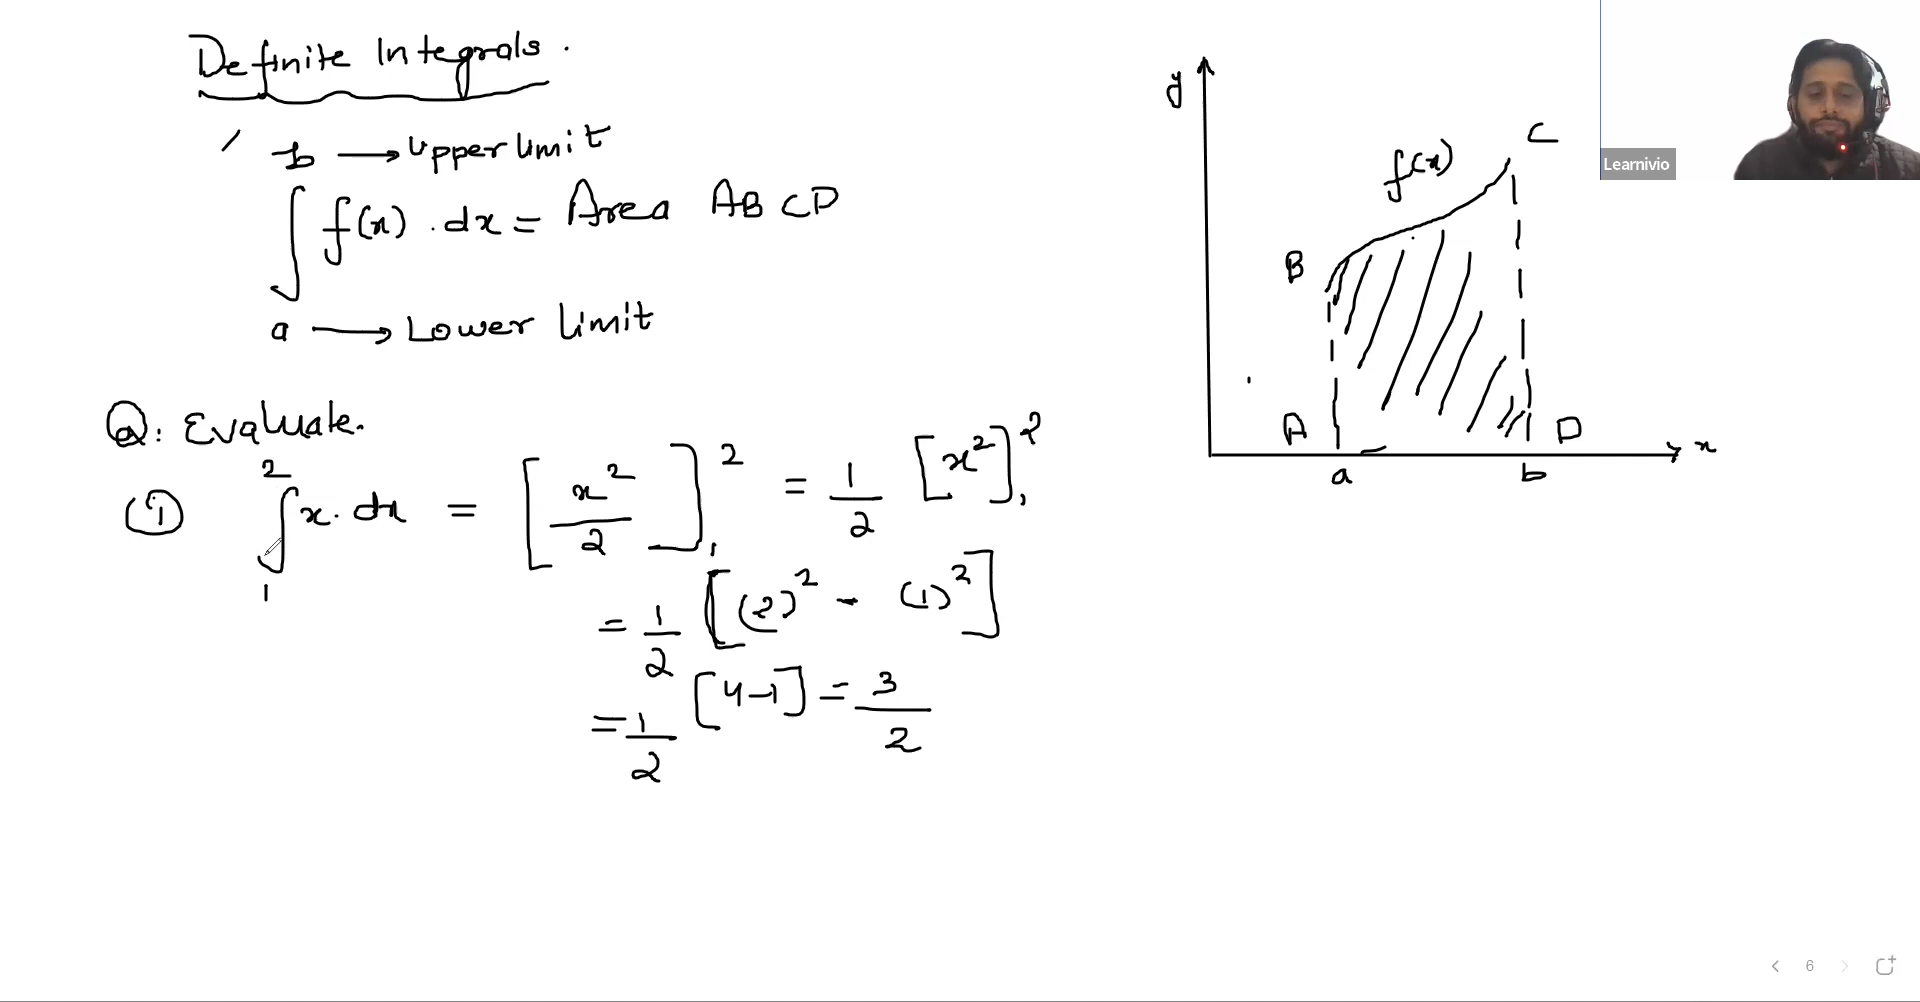 Definite Integrals.
b → Upper limit
∫ f(x) . dx = Area ABCD
a → Lower limit
Q. Evaluate.
(i) ∫₁² x . dx = [x²/2]₁² = 1/2 [x²]₁²
= 1/2 [(2)² - (1)²]
= 1/2 [4-1] = 3/2
y
C
f(x)
B
A
D
x
a
b
Learnivio
6